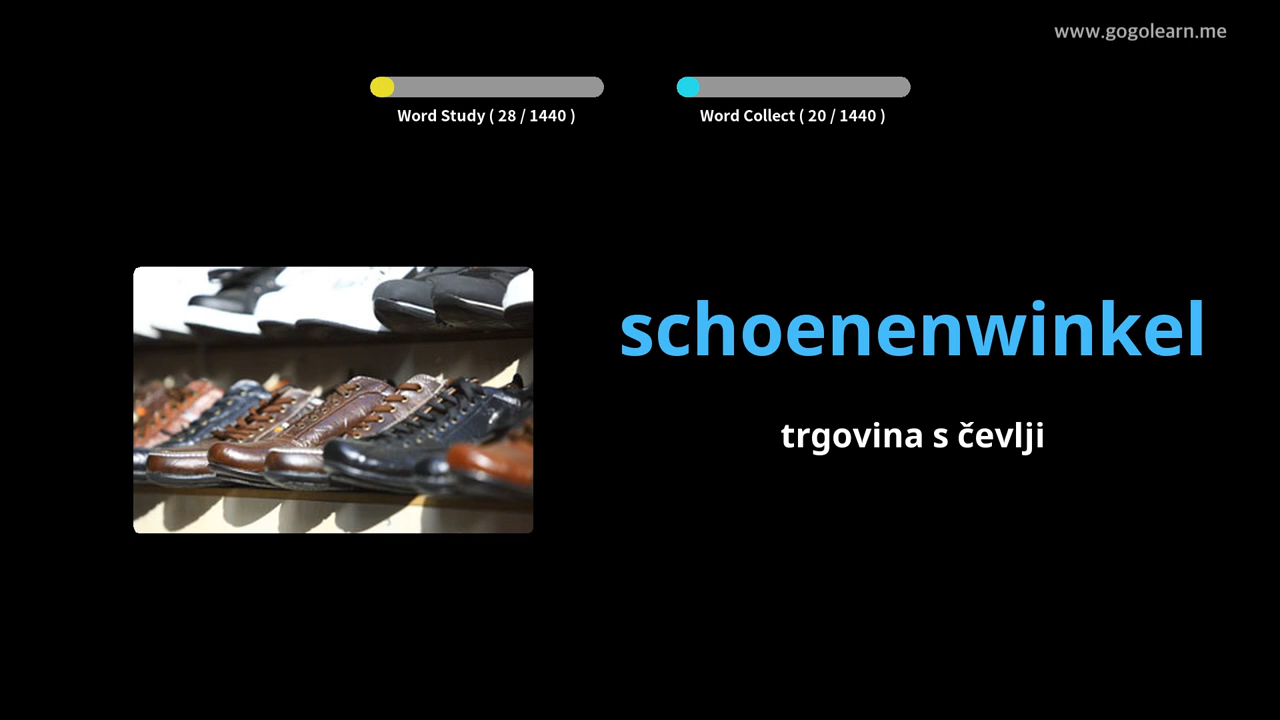 www.gogolearn.me
Word Study ( 28 / 1440 )
Word Collect ( 20 / 1440 )
schoenenwinkel
trgovina s čevlji